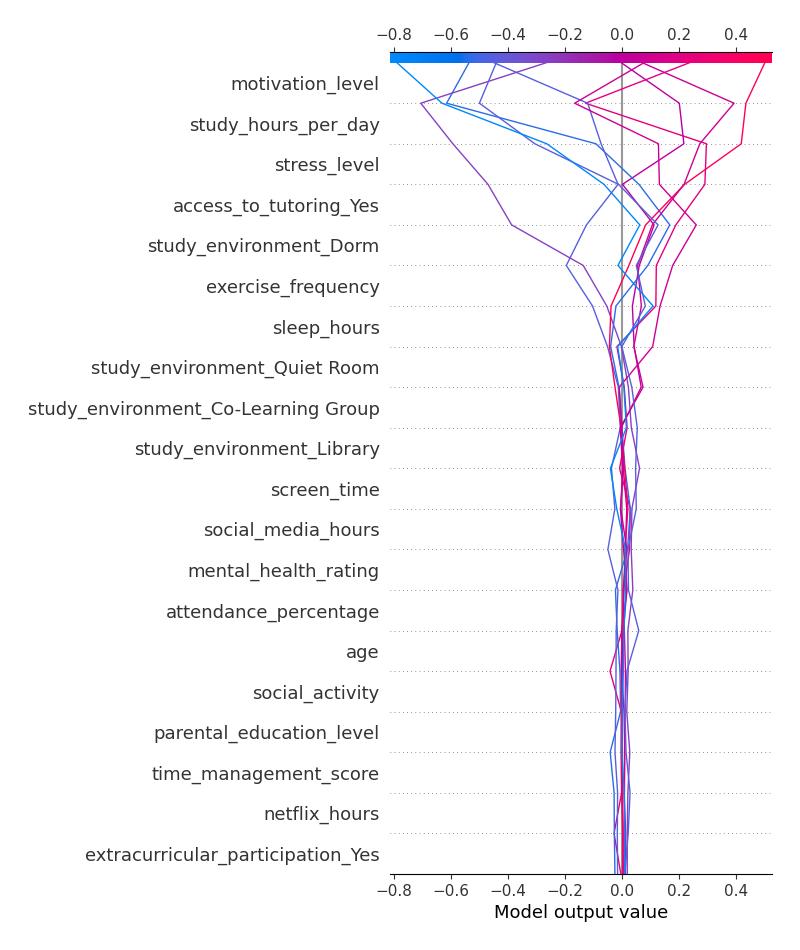 −0.8 −0.6 −0.4 −0.2 0.0 0.2 0.4
motivation_level
study_hours_per_day
stress_level
access_to_tutoring_Yes
study_environment_Dorm
exercise_frequency
sleep_hours
study_environment_Quiet Room
study_environment_Co-Learning Group
study_environment_Library
screen_time
social_media_hours
mental_health_rating
attendance_percentage
age
social_activity
parental_education_level
time_management_score
netflix_hours
extracurricular_participation_Yes
−0.8 −0.6 −0.4 −0.2 0.0 0.2 0.4
Model output value